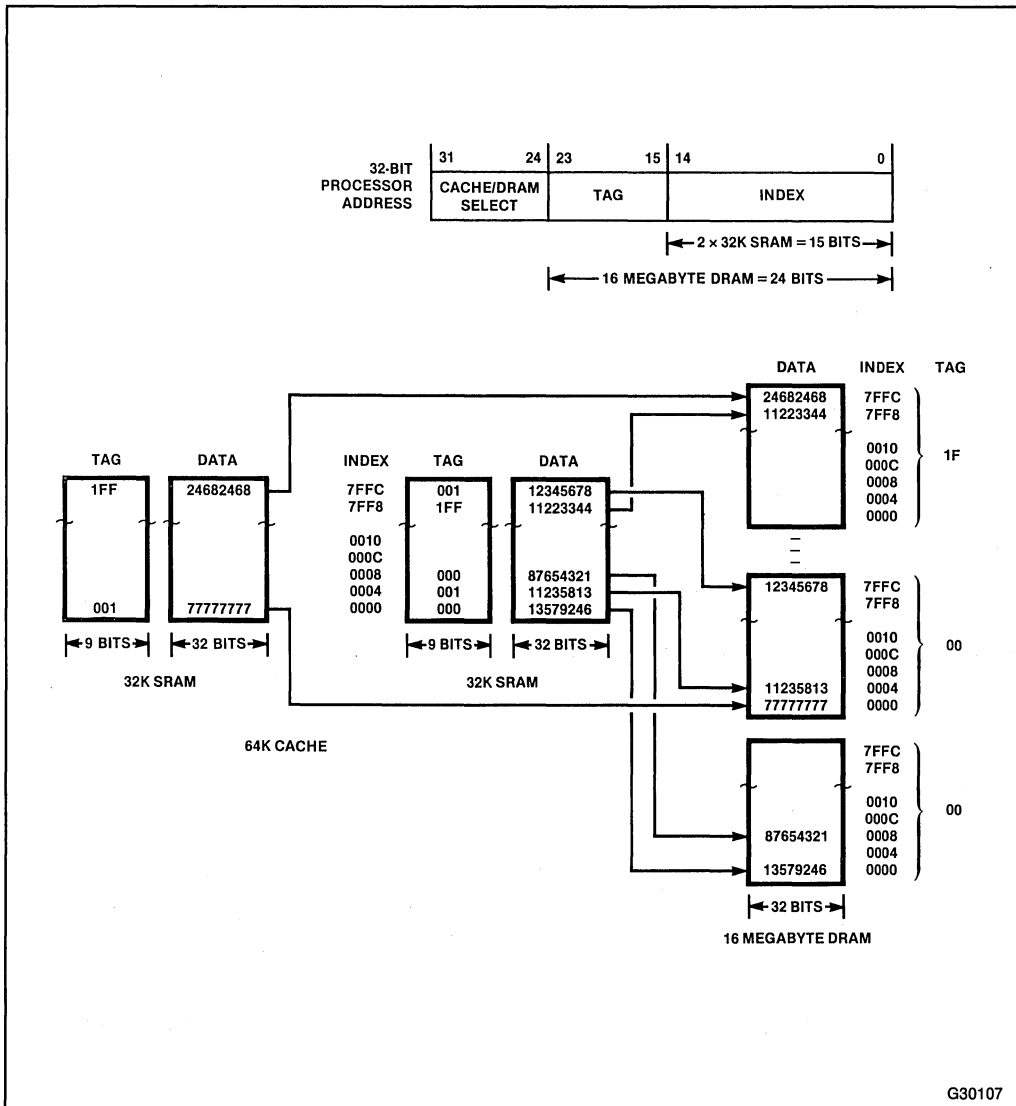 31 24 23 15 14 0
32-BIT
PROCESSOR
ADDRESS
CACHE/DRAM
SELECT
TAG
INDEX
2 × 32K SRAM = 15 BITS
16 MEGABYTE DRAM = 24 BITS
DATA INDEX TAG
24682468 7FFC
11223344 7FF8
0010
000C
0008
0004
0000
1F
TAG DATA
1FF 24682468
001 77777777
9 BITS 32 BITS
32K SRAM
INDEX TAG DATA
7FFC 001 12345678
7FF8 1FF 11223344
0010
000C
0008 000 87654321
0004 001 11235813
0000 000 13579246
9 BITS 32 BITS
32K SRAM
64K CACHE
12345678 7FFC
7FF8
0010
000C
0008
11235813 0004
77777777 0000
00
7FFC
7FF8
0010
000C
87654321 0008
0004
13579246 0000
00
32 BITS
16 MEGABYTE DRAM
G30107